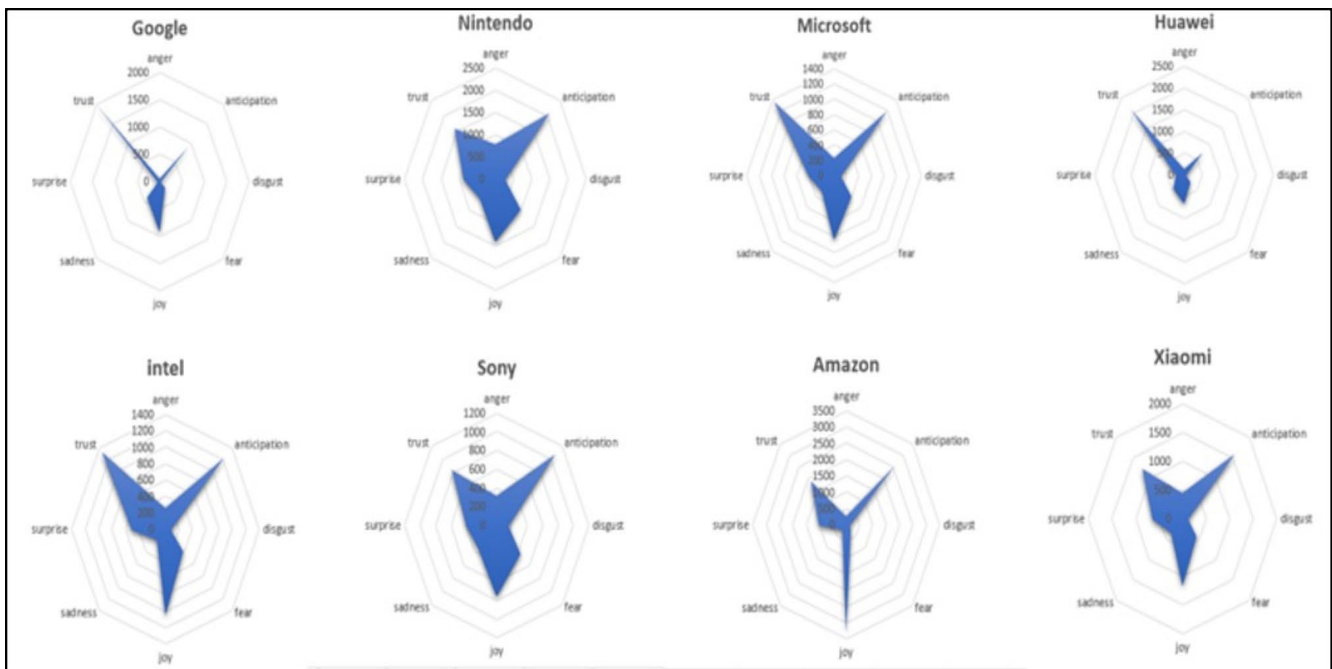 Google
anger
2000
1500
1000
500
0
trust
anticipation
surprise
disgust
sadness
fear
joy
Nintendo
anger
2500
2000
1500
1000
500
0
trust
anticipation
surprise
disgust
sadness
fear
joy
Microsoft
anger
1400
1200
1000
800
600
400
200
0
trust
anticipation
surprise
disgust
sadness
fear
joy
Huawei
anger
2500
2000
1500
1000
500
0
trust
anticipation
surprise
disgust
sadness
fear
joy
intel
anger
1400
1200
1000
800
600
400
200
0
trust
anticipation
surprise
disgust
sadness
fear
joy
Sony
anger
1200
1000
800
600
400
200
0
trust
anticipation
surprise
disgust
sadness
fear
joy
Amazon
anger
3500
3000
2500
2000
1500
1000
500
0
trust
anticipation
surprise
disgust
sadness
fear
joy
Xiaomi
anger
2000
1500
1000
500
0
trust
anticipation
surprise
disgust
sadness
fear
joy